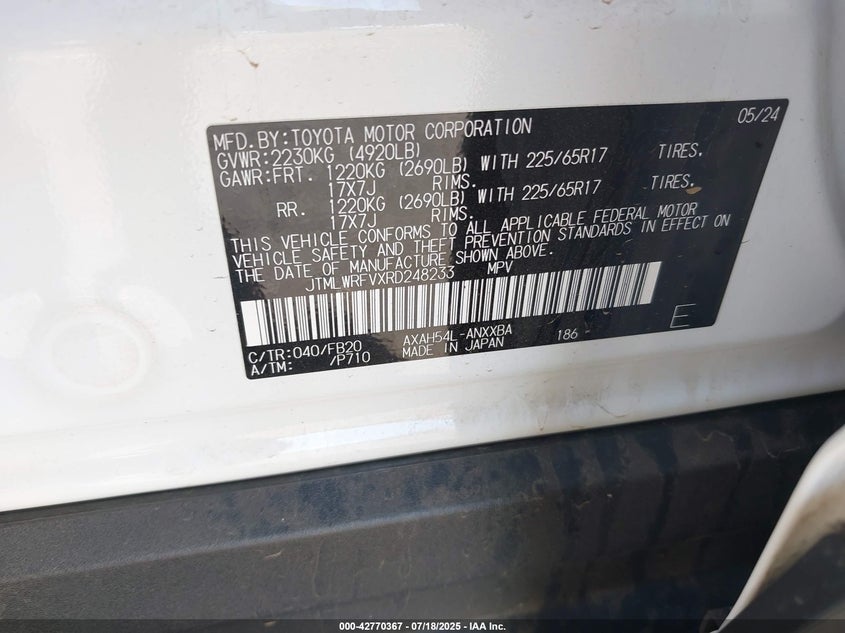 05/24
MFD.BY:TOYOTA MOTOR CORPORATION
GVWR:2230KG (4920LB)
GAWR:FRT. 1220KG (2690LB) WITH 225/65R17 TIRES.
17X7J RIMS.
RR. 1220KG (2690LB) WITH 225/65R17 TIRES.
17X7J RIMS.
THIS VEHICLE CONFORMS TO ALL APPLICABLE FEDERAL MOTOR
VEHICLE SAFETY AND THEFT PREVENTION STANDARDS IN EFFECT ON
THE DATE OF MANUFACTURE SHOWN ABOVE.
JTMLWRFVXRD248233 MPV
C/TR:040/FB20 AXAH54L-ANXXBA 186 E
A/TM: /P710 MADE IN JAPAN
000-42770367 - 07/18/2025 - IAA Inc.